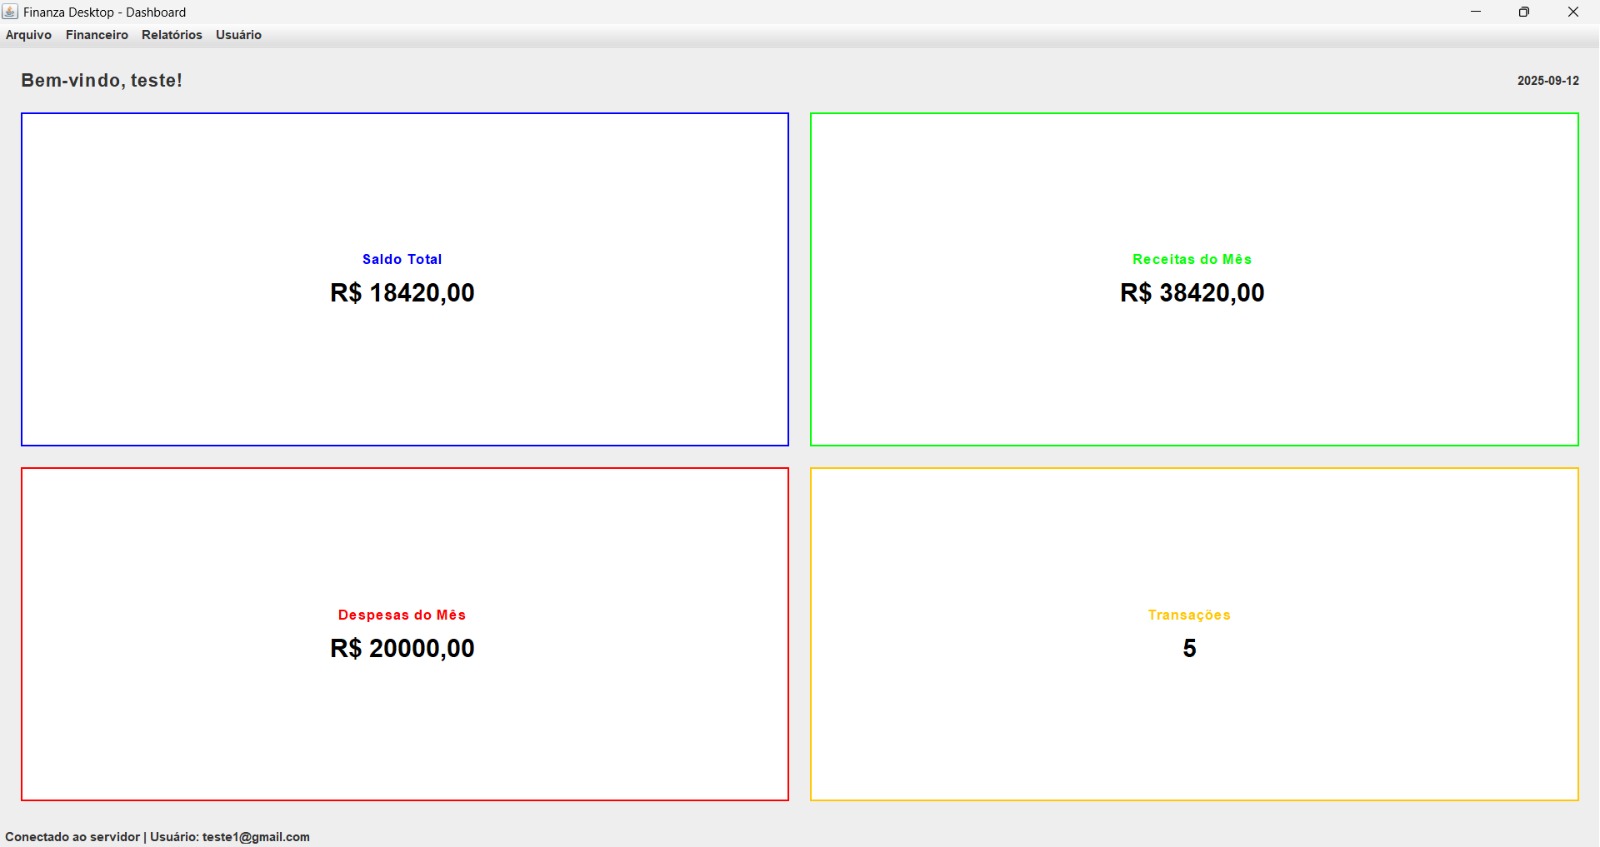 Finanza Desktop - Dashboard
Arquivo Financeiro Relatórios Usuário
Bem-vindo, teste!
2025-09-12
Saldo Total
R$ 18420,00
Receitas do Mês
R$ 38420,00
Despesas do Mês
R$ 20000,00
Transações
5
Conectado ao servidor | Usuário: teste1@gmail.com